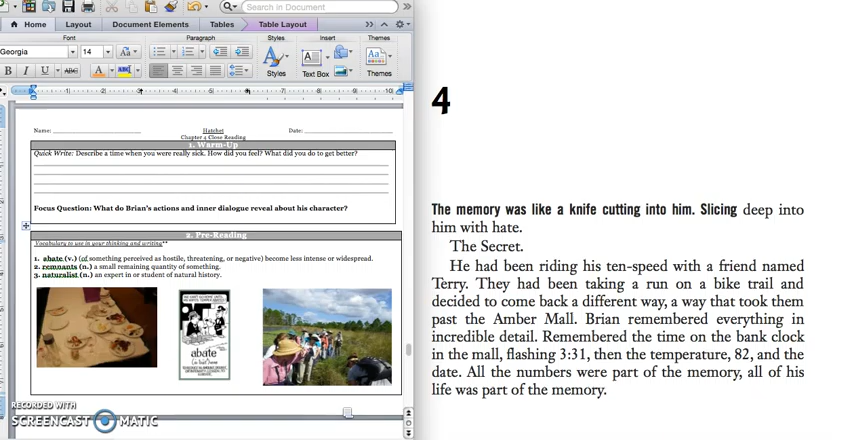 Search in Document
Home Layout Document Elements Tables Table Layout
Font Paragraph Styles Insert Themes
Georgia 14
B I U ABC
Styles Text Box Themes
Name: Hatchet Date:
Chapter 4 Close Reading
1. Warm-Up
Quick Write: Describe a time when you were really sick. How did you feel? What did you do to get better?
Focus Question: What do Brian's actions and inner dialogue reveal about his character?
2. Pre-Reading
Vocabulary to use in your thinking and writing**
1. abate (v.) (of something perceived as hostile, threatening, or negative) become less intense or widespread.
2. remnants (n.) a small remaining quantity of something.
3. naturalist (n.) an expert in or student of natural history.
abate
RECORDED WITH
SCREENCAST MATIC
4
The memory was like a knife cutting into him. Slicing deep into
him with hate.
The Secret.
He had been riding his ten-speed with a friend named
Terry. They had been taking a run on a bike trail and
decided to come back a different way, a way that took them
past the Amber Mall. Brian remembered everything in
incredible detail. Remembered the time on the bank clock
in the mall, flashing 3:31, then the temperature, 82, and the
date. All the numbers were part of the memory, all of his
life was part of the memory.